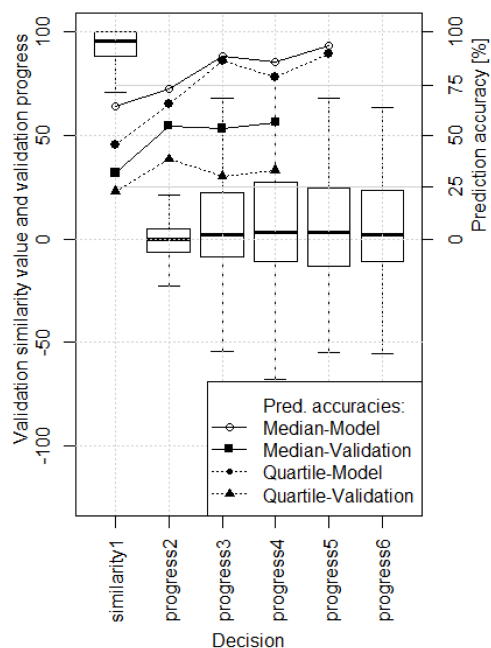 Validation similarity value and validation progress
100
50
0
-50
-100
100
75
50
25
0
Prediction accuracy [%]
Pred. accuracies:
Median-Model
Median-Validation
Quartile-Model
Quartile-Validation
similarity1
progress2
progress3
progress4
progress5
progress6
Decision